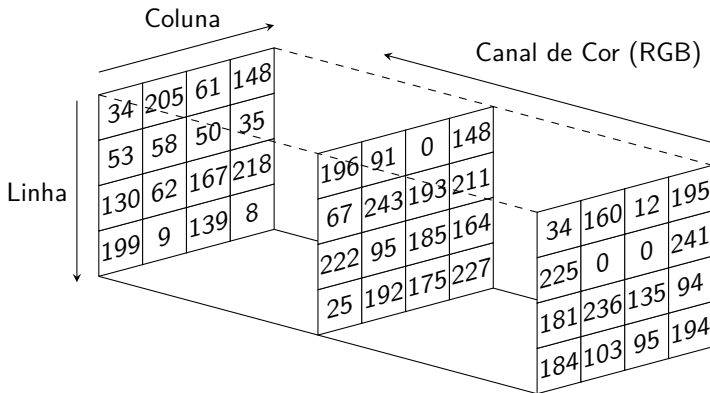 Coluna
Canal de Cor (RGB)
Linha
34 205 61 148
53 58 50 35
130 62 167 218
199 9 139 8
196 91 0 148
67 243 193 211
222 95 185 164
25 192 175 227
34 160 12 195
225 0 0 241
181 236 135 94
184 103 95 194